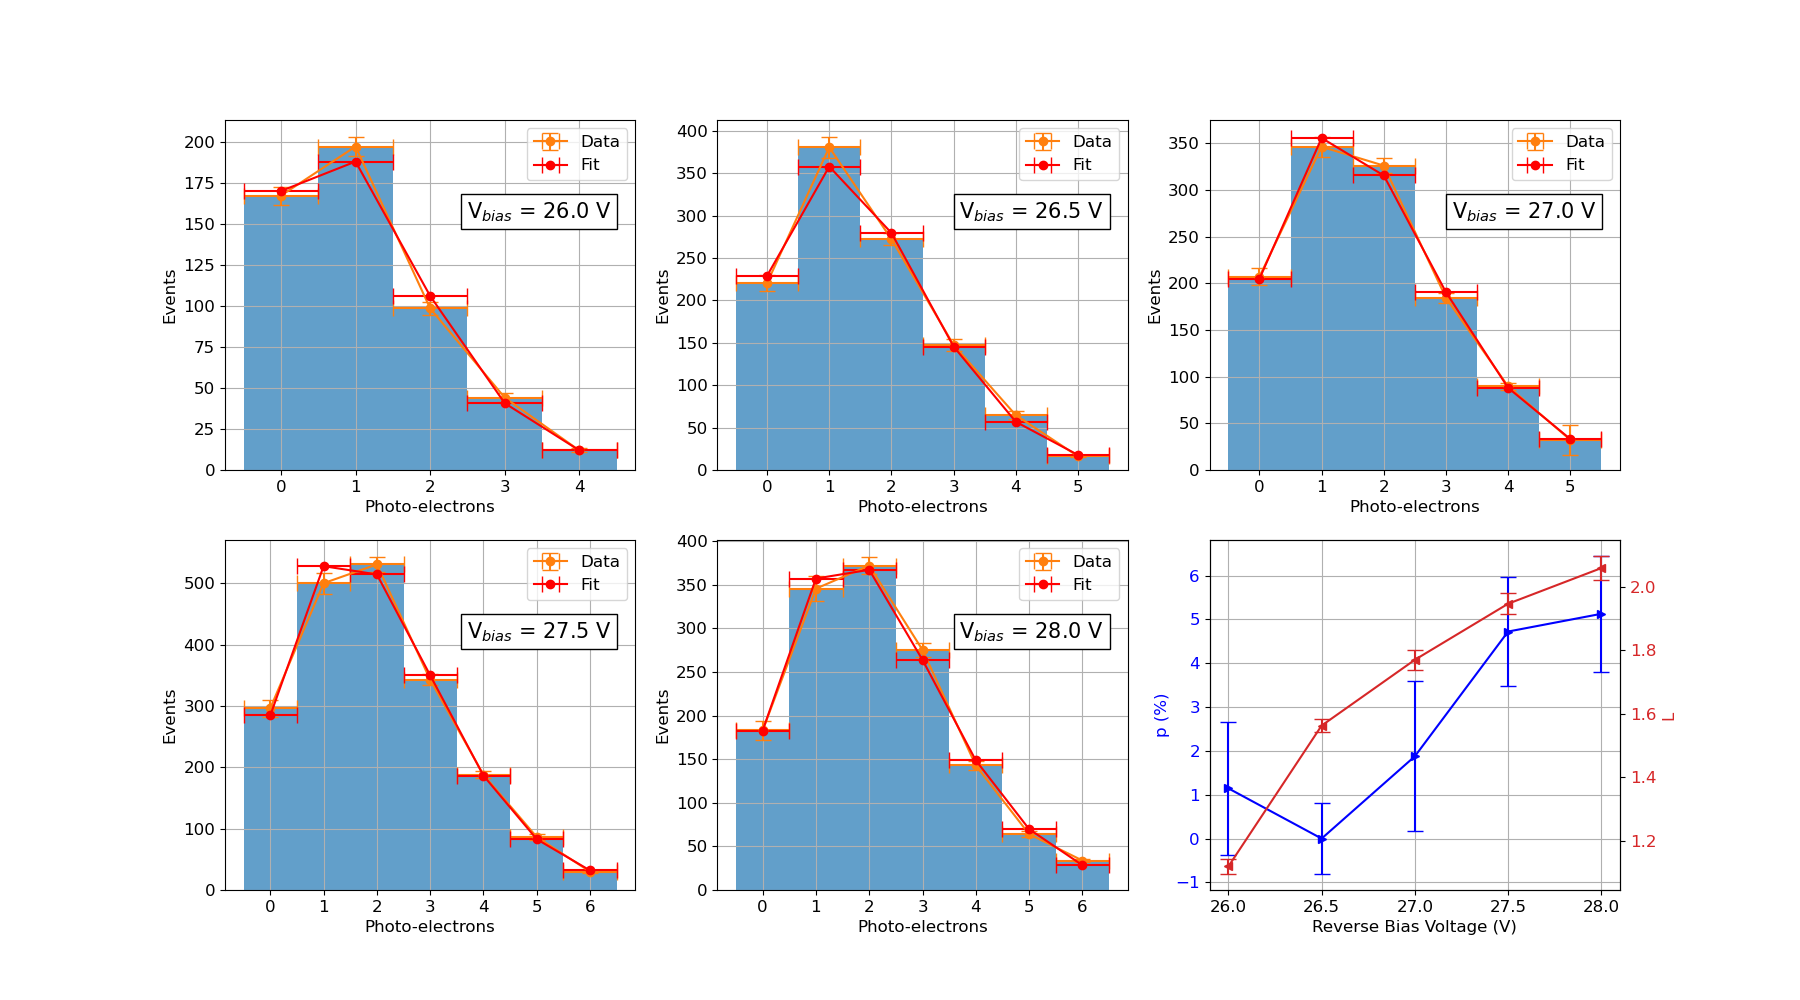 200
175
150
125
100
75
50
25
0
Events
0 1 2 3 4
Photo-electrons
Data
Fit
V_bias = 26.0 V
400
350
300
250
200
150
100
50
0
Events
0 1 2 3 4 5
Photo-electrons
Data
Fit
V_bias = 26.5 V
350
300
250
200
150
100
50
0
Events
0 1 2 3 4 5
Photo-electrons
Data
Fit
V_bias = 27.0 V
500
400
300
200
100
0
Events
0 1 2 3 4 5 6
Photo-electrons
Data
Fit
V_bias = 27.5 V
400
350
300
250
200
150
100
50
0
Events
0 1 2 3 4 5 6
Photo-electrons
Data
Fit
V_bias = 28.0 V
6
5
4
3
2
1
0
−1
p (%)
26.0 26.5 27.0 27.5 28.0
Reverse Bias Voltage (V)
2.0
1.8
1.6
1.4
1.2
L